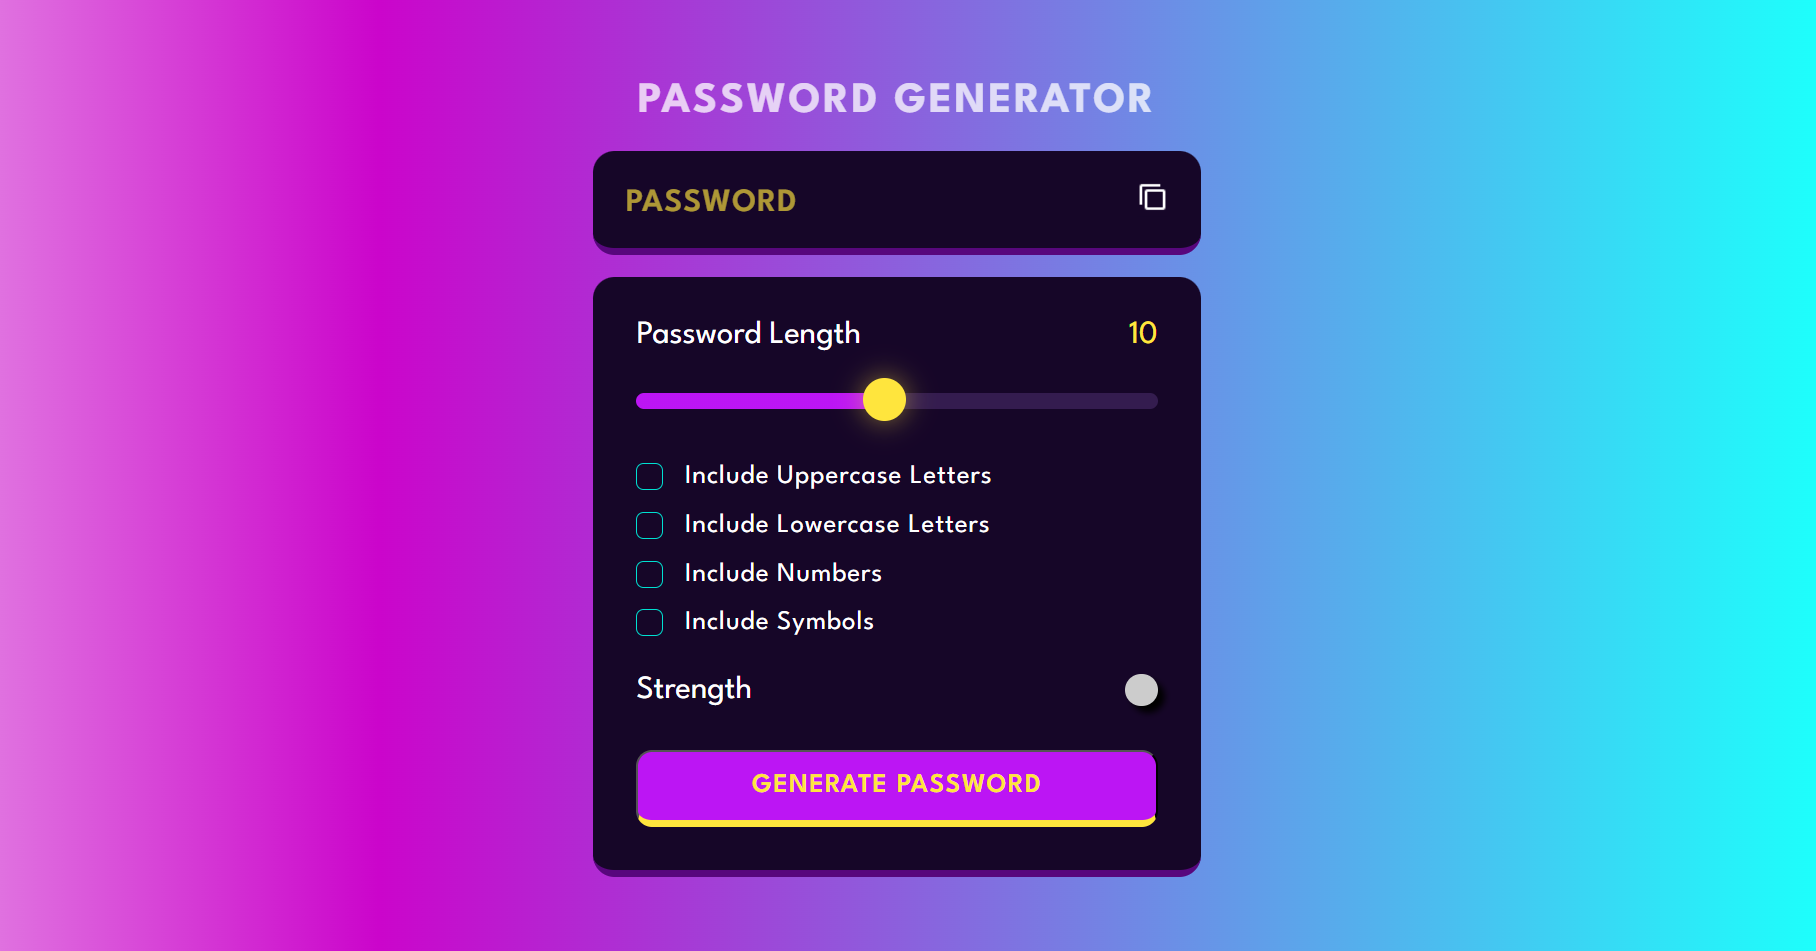 PASSWORD GENERATOR
PASSWORD
Password Length 10
Include Uppercase Letters
Include Lowercase Letters
Include Numbers
Include Symbols
Strength
GENERATE PASSWORD